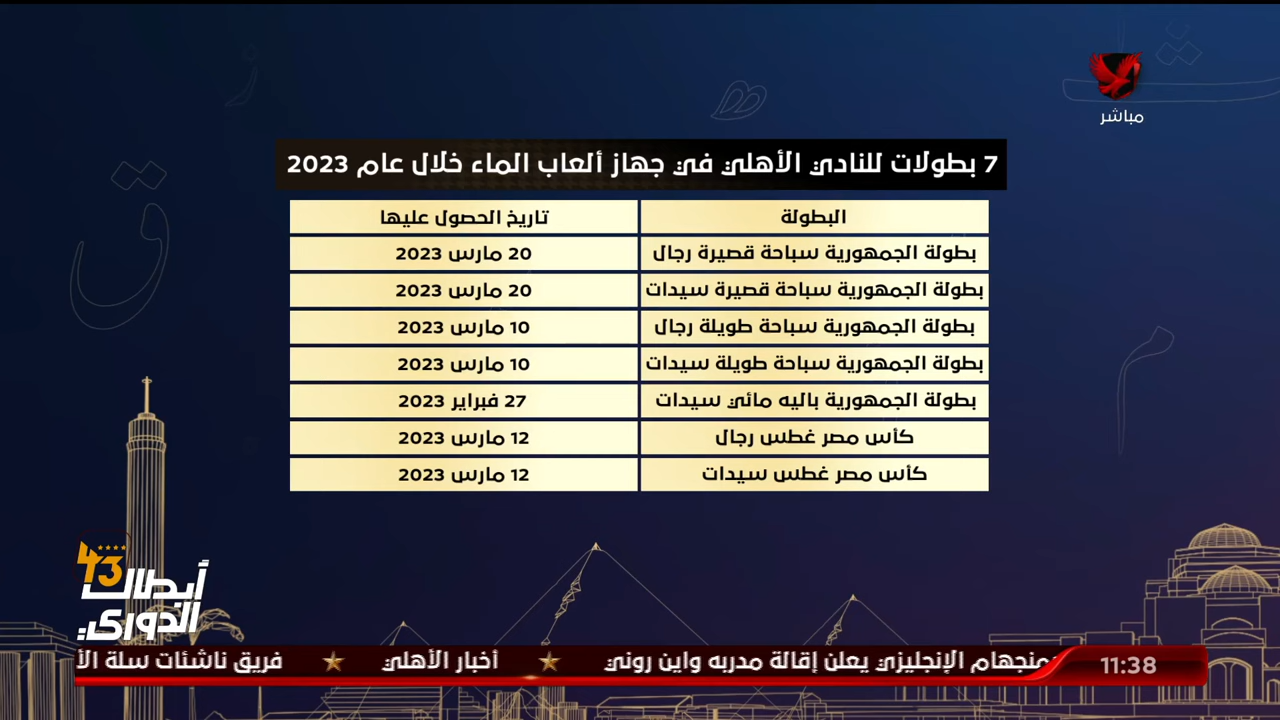 مباشر
7 بطولات للنادي الأهلي في جهاز ألعاب الماء خلال عام 2023
البطولة تاريخ الحصول عليها
بطولة الجمهورية سباحة قصيرة رجال 20 مارس 2023
بطولة الجمهورية سباحة قصيرة سيدات 20 مارس 2023
بطولة الجمهورية سباحة طويلة رجال 10 مارس 2023
بطولة الجمهورية سباحة طويلة سيدات 10 مارس 2023
بطولة الجمهورية باليه مائي سيدات 27 فبراير 2023
كأس مصر غطس رجال 12 مارس 2023
كأس مصر غطس سيدات 12 مارس 2023
43
أبطال
الدوري
11:38 منجهام الإنجليزي يعلن إقالة مدربه واين روني أخبار الأهلي فريق ناشئات سلة الأ